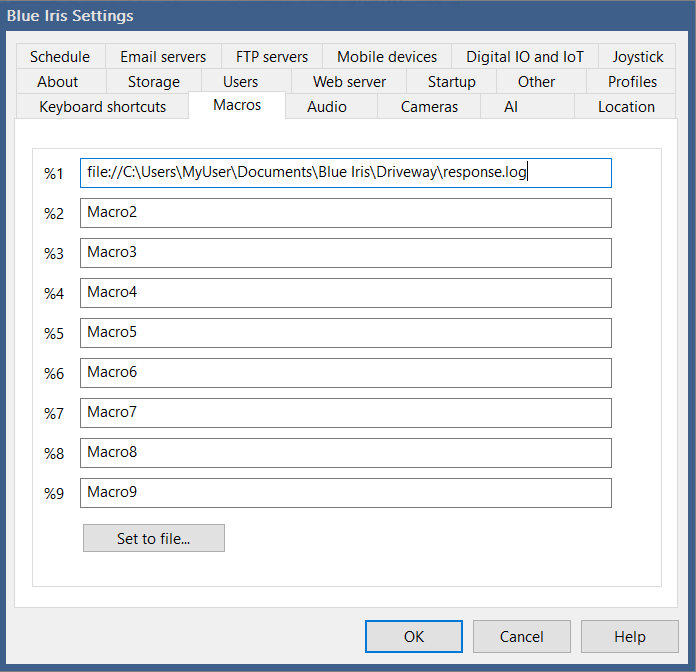 Blue Iris Settings
Schedule Email servers FTP servers Mobile devices Digital IO and IoT Joystick
About Storage Users Web server Startup Other Profiles
Keyboard shortcuts Macros Audio Cameras AI Location
%1 file://C:\Users\MyUser\Documents\Blue Iris\Driveway\response.log
%2 Macro2
%3 Macro3
%4 Macro4
%5 Macro5
%6 Macro6
%7 Macro7
%8 Macro8
%9 Macro9
Set to file...
OK Cancel Help